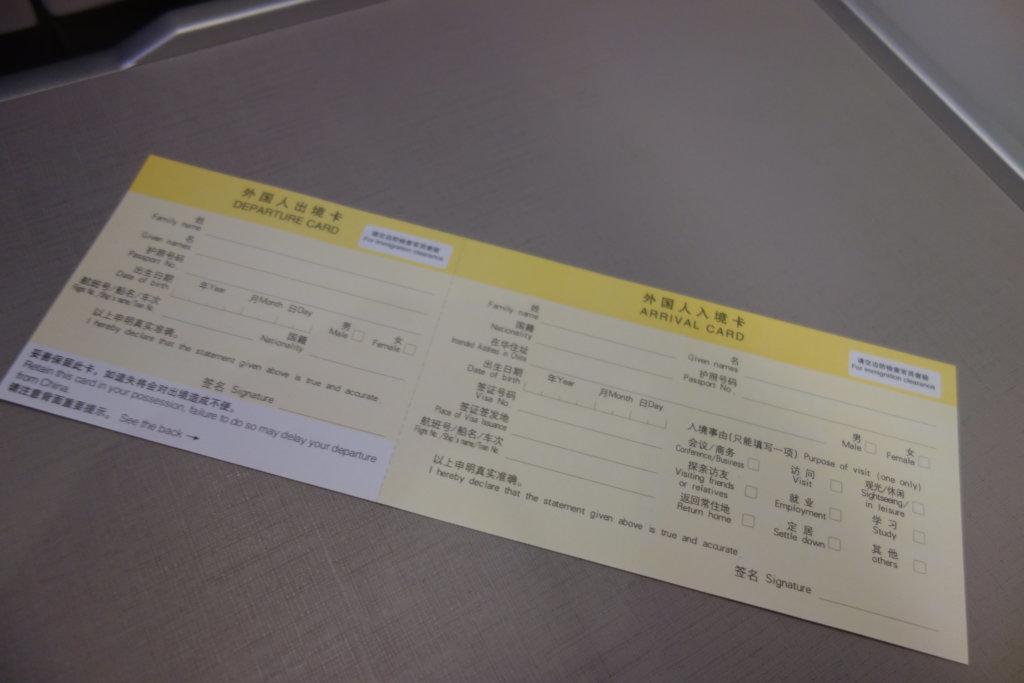 外国人出境卡
DEPARTURE CARD
请交边防检查官员查验
For Immigration clearance
姓
Family name
名
Given names
护照号码
Passport No.
出生日期
Date of birth
年Year 月Month 日Day
男
Male
女
Female
航班号/船名/车次
Flight No./Ship's name/Train No.
国籍
Nationality
以上申明真实准确。
I hereby declare that the statement given above is true and accurate.
签名 Signature
妥善保留此卡，如遗失将会对出境造成不便。
Retain this card in your possession, failure to do so may delay your departure
from China.
请注意背面重要提示。 See the back →
外国人入境卡
ARRIVAL CARD
请交边防检查官员查验
For Immigration clearance
姓
Family name
名
Given names
国籍
Nationality
护照号码
Passport No.
在华住址
Intended Address in China
男
Male
女
Female
出生日期
Date of birth
年Year 月Month 日Day
入境事由(只能填写一项) Purpose of visit (one only)
签证号码
Visa No.
会议/商务
Conference/Business
访问
Visit
观光/休闲
Sightseeing/
in leisure
签证签发地
Place of Visa Issuance
探亲访友
Visiting friends
or relatives
就业
Employment
学习
Study
航班号/船名/车次
Flight No./Ship's name/Train No.
返回常住地
Return home
定居
Settle down
其他
others
以上申明真实准确。
I hereby declare that the statement given above is true and accurate
签名 Signature